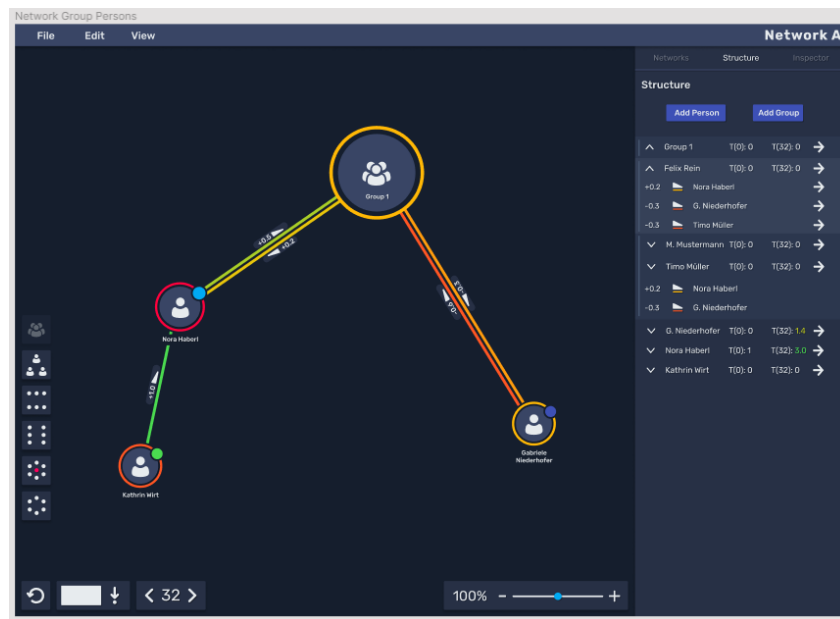 Network Group Persons
File Edit View Network A
Networks Structure Inspector
Structure
Add Person Add Group
Group 1 T(0): 0 T(32): 0
Felix Rein T(0): 0 T(32): 0
+0.2 Nora Haberl
-0.3 G. Niederhofer
-0.3 Timo Müller
M. Mustermann T(0): 0 T(32): 0
Timo Müller T(0): 0 T(32): 0
+0.2 Nora Haberl
-0.3 G. Niederhofer
G. Niederhofer T(0): 0 T(32): 1.4
Nora Haberl T(0): 1 T(32): 3.0
Kathrin Wirt T(0): 0 T(32): 0
Group 1
+0.5
+0.2
-0.3
-0.6
Nora Haberl
+1.0
Gabriele
Niederhofer
Kathrin Wirt
32
100%